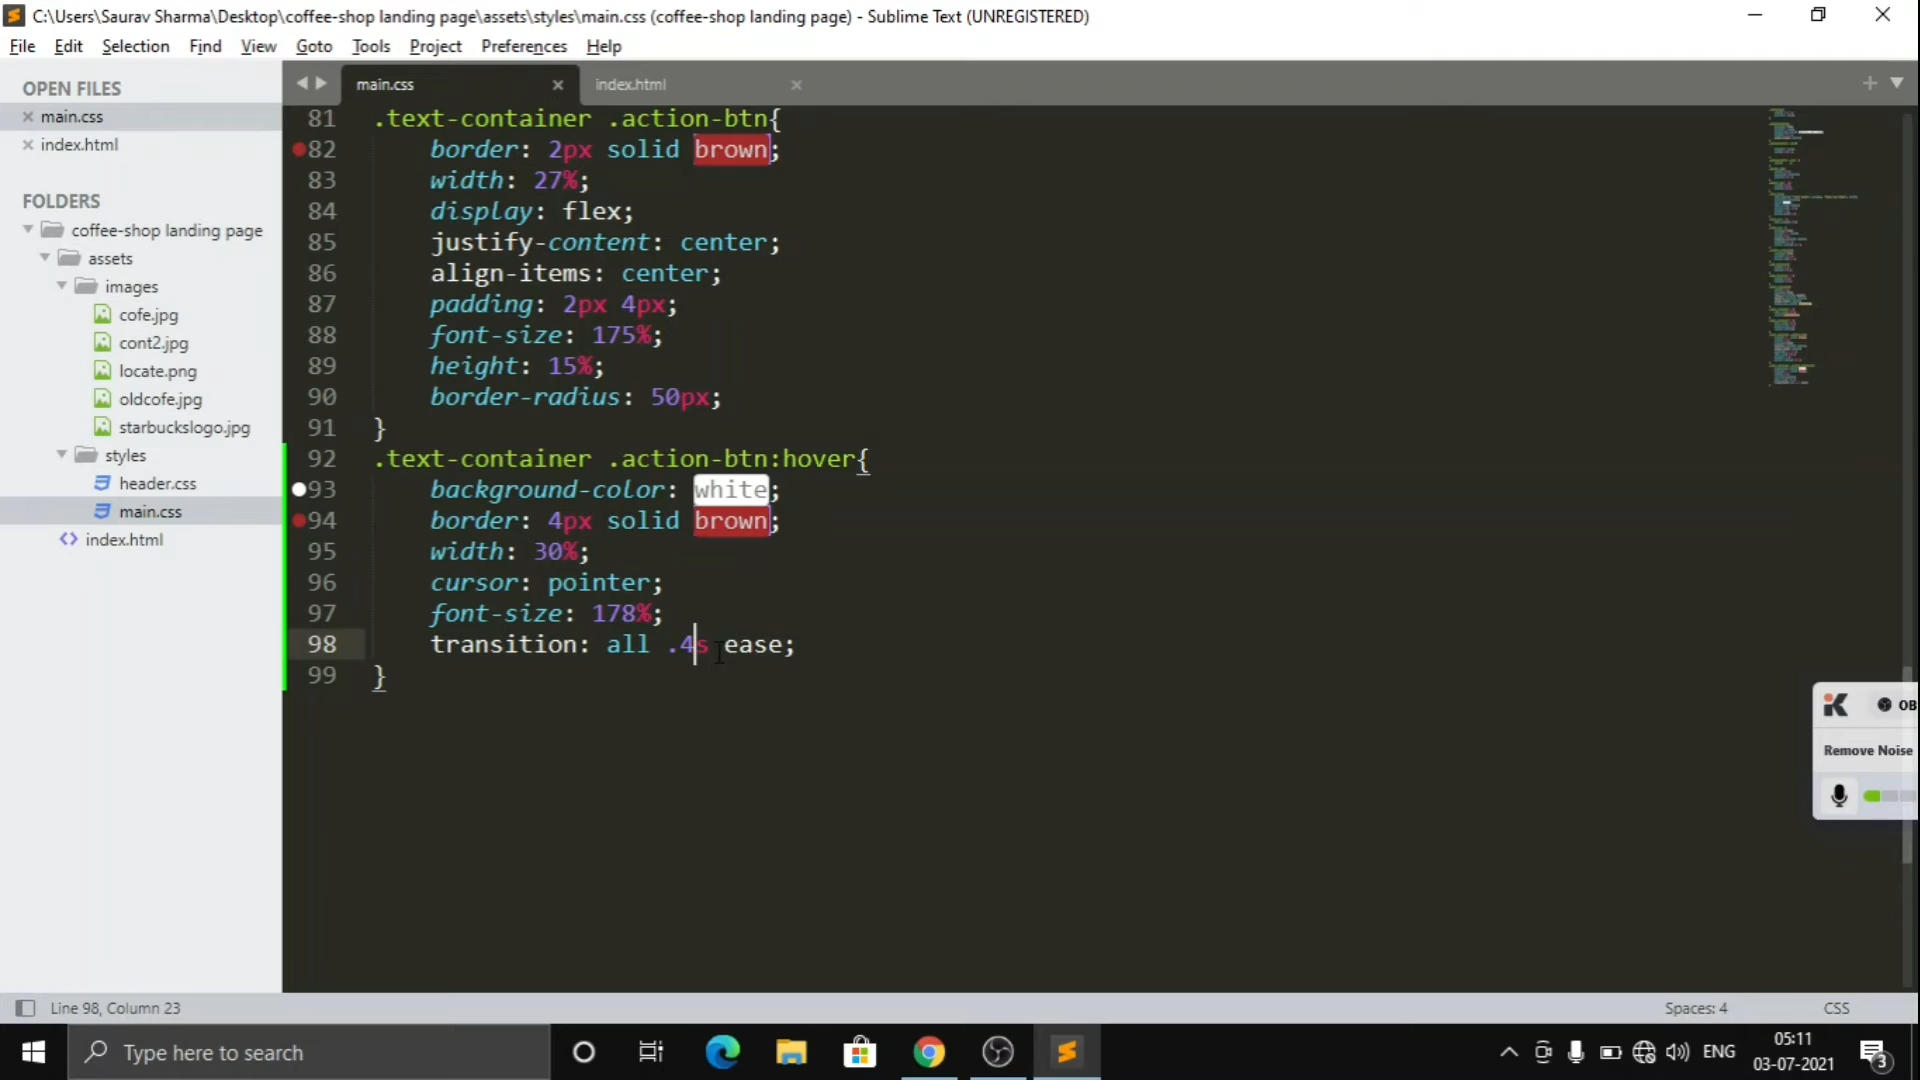 C:\Users\Saurav Sharma\Desktop\coffee-shop landing page\assets\styles\main.css (coffee-shop landing page) - Sublime Text (UNREGISTERED)
File Edit Selection Find View Goto Tools Project Preferences Help
OPEN FILES
main.css
index.html
FOLDERS
coffee-shop landing page
assets
images
cofe.jpg
cont2.jpg
locate.png
oldcofe.jpg
starbuckslogo.jpg
styles
header.css
main.css
index.html
main.css index.html
81 .text-container .action-btn{
82 border: 2px solid brown;
83 width: 27%;
84 display: flex;
85 justify-content: center;
86 align-items: center;
87 padding: 2px 4px;
88 font-size: 175%;
89 height: 15%;
90 border-radius: 50px;
91 }
92 .text-container .action-btn:hover{
93 background-color: white;
94 border: 4px solid brown;
95 width: 30%;
96 cursor: pointer;
97 font-size: 178%;
98 transition: all .4s ease;
99 }
OB
Remove Noise
Line 98, Column 23 Spaces: 4 CSS
Type here to search
ENG
05:11
03-07-2021
3